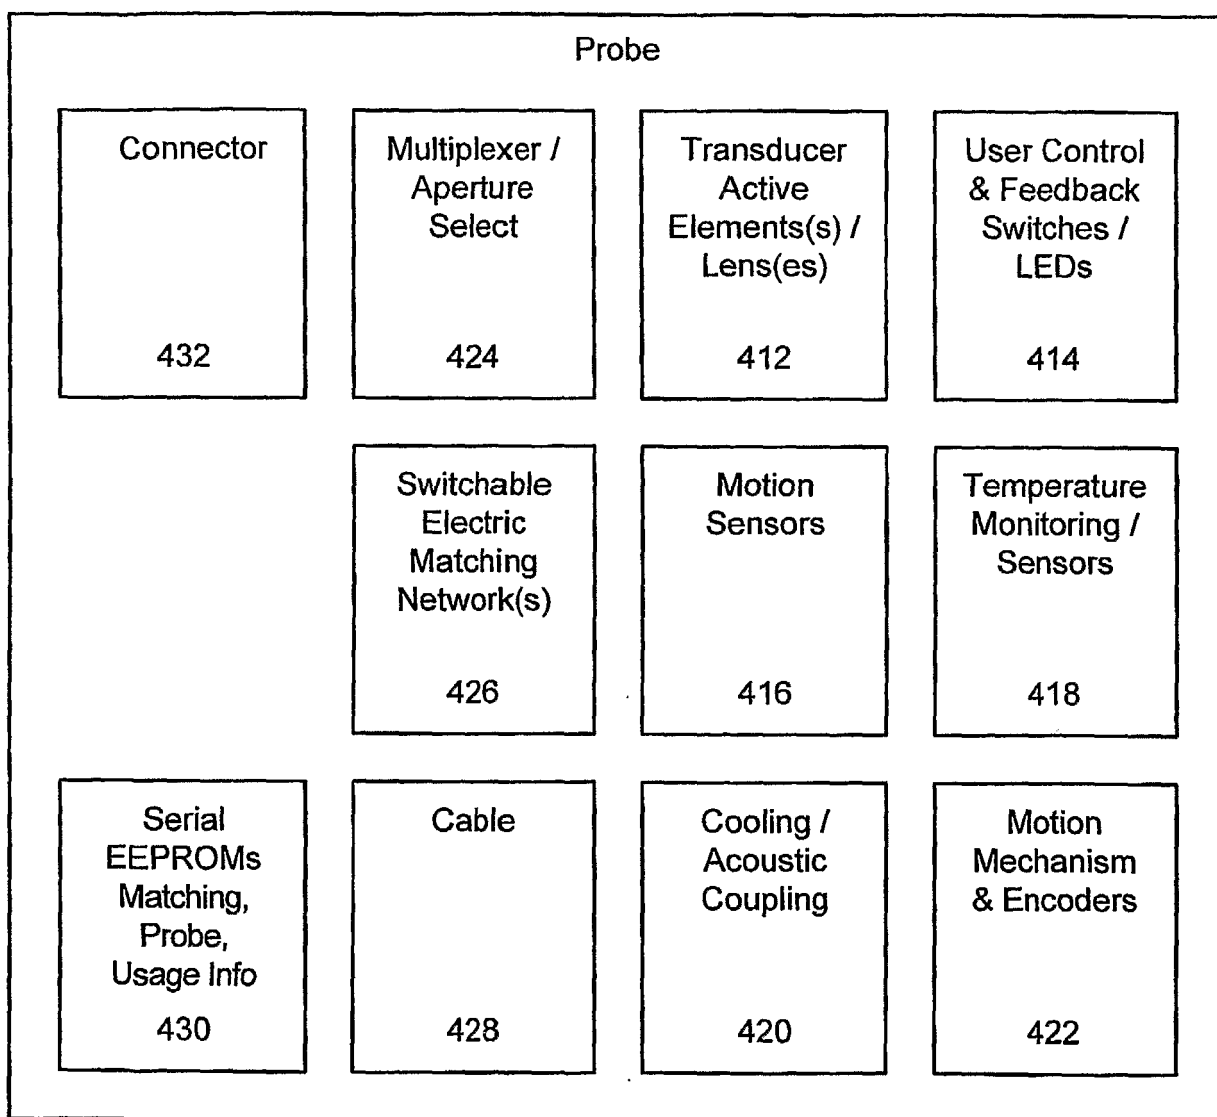 Probe
Connector
432
Multiplexer /
Aperture
Select
424
Transducer
Active
Elements(s) /
Lens(es)
412
User Control
& Feedback
Switches /
LEDs
414
Switchable
Electric
Matching
Network(s)
426
Motion
Sensors
416
Temperature
Monitoring /
Sensors
418
Serial
EEPROMs
Matching,
Probe,
Usage Info
430
Cable
428
Cooling /
Acoustic
Coupling
420
Motion
Mechanism
& Encoders
422